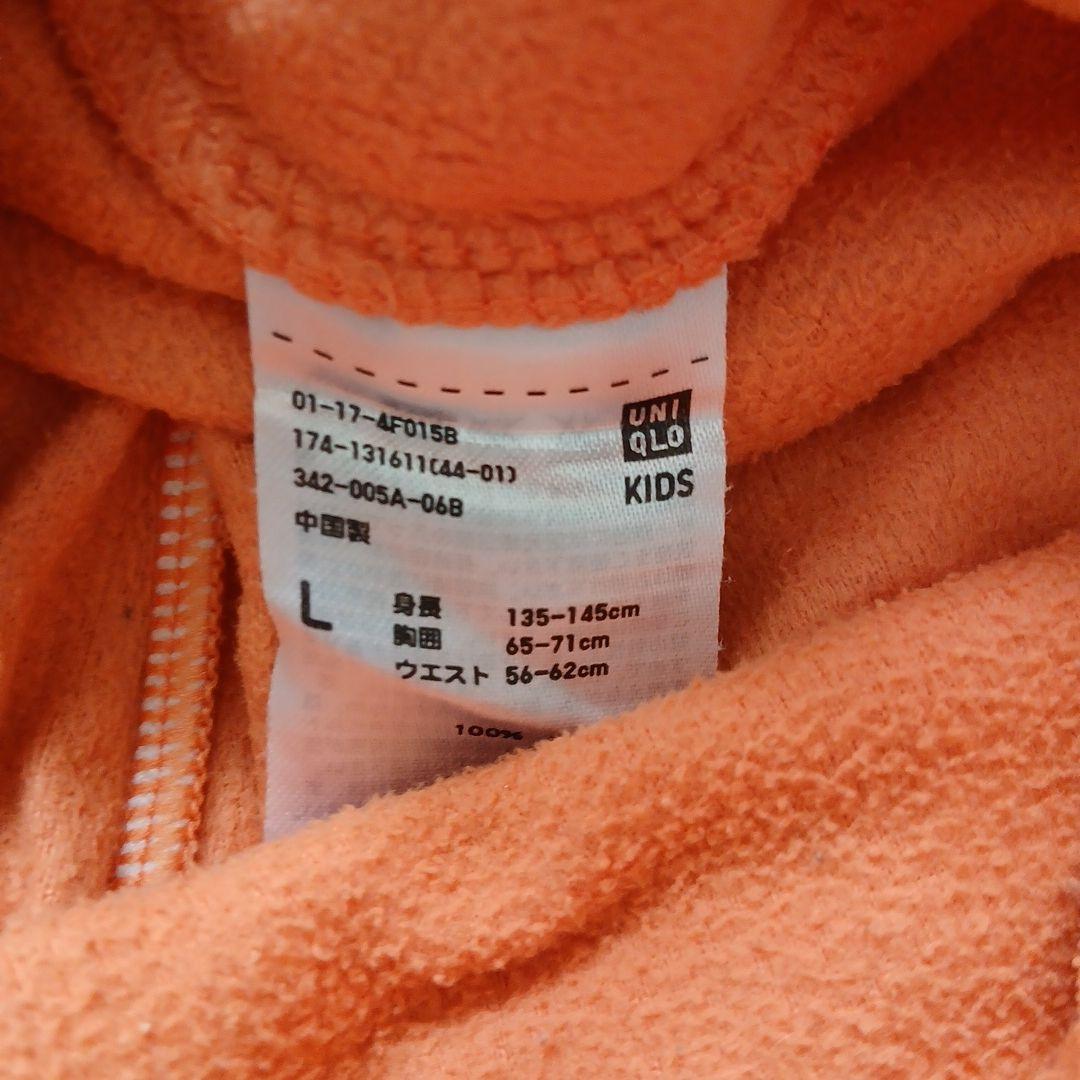 01-17-4F015B
174-131611(44-01)
342-005A-06B
中国製
UNI
QLO
KIDS
L
身長 135-145cm
胸囲 65-71cm
ウエスト 56-62cm
100%